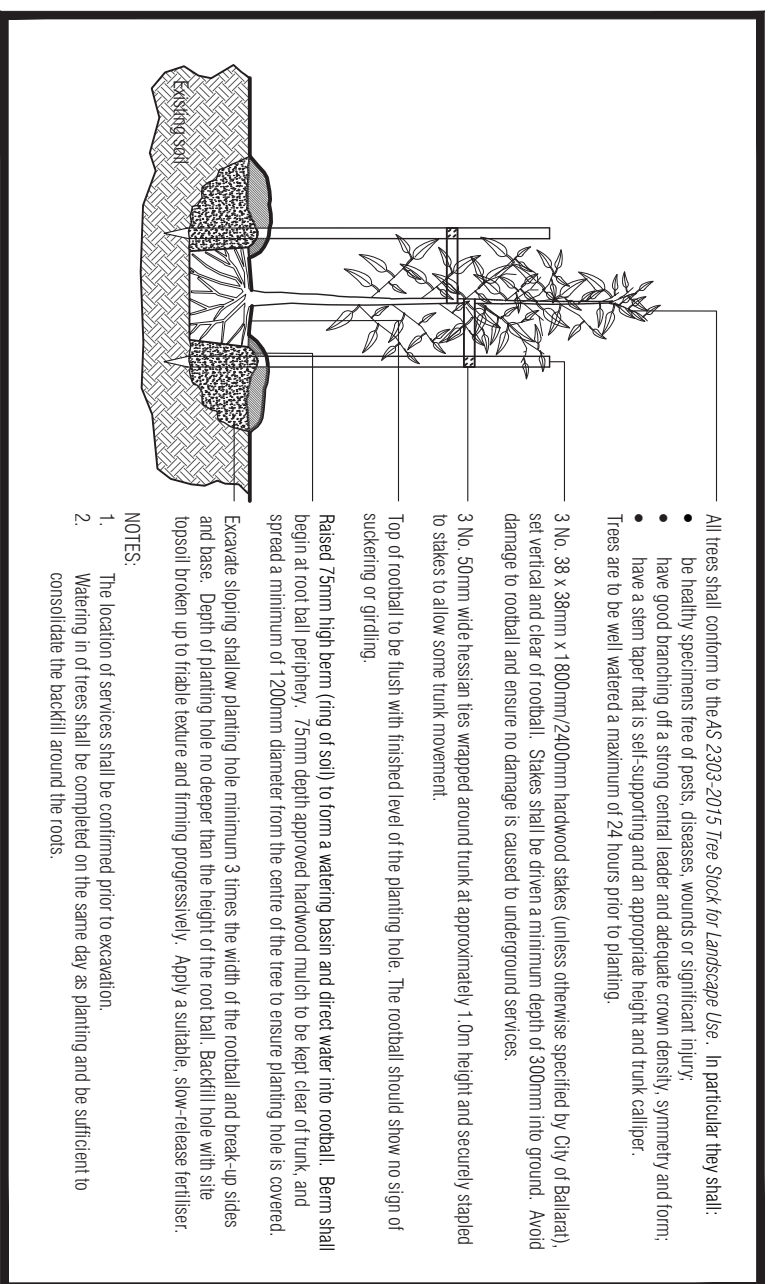 All trees shall conform to the AS 2303-2015 Tree Stock for Landscape Use. In particular they shall:
• be healthy specimens free of pests, diseases, wounds or significant injury;
• have good branching off a strong central leader and adequate crown density, symmetry and form;
• have a stem taper that is self-supporting and an appropriate height and trunk calliper.
Trees are to be well watered a maximum of 24 hours prior to planting.
3 No. 38 x 38mm x 1800mm/2400mm hardwood stakes (unless otherwise specified by City of Ballarat),
set vertical and clear of rootball. Stakes shall be driven a minimum depth of 300mm into ground. Avoid
damage to rootball and ensure no damage is caused to underground services.
3 No. 50mm wide hessian ties wrapped around trunk at approximately 1.0m height and securely stapled
to stakes to allow some trunk movement.
Top of rootball to be flush with finished level of the planting hole. The rootball should show no sign of
suckering or girdling.
Raised 75mm high berm (ring of soil) to form a watering basin and direct water into rootball. Berm shall
begin at root ball periphery. 75mm depth approved hardwood mulch to be kept clear of trunk, and
spread a minimum of 1200mm diameter from the centre of the tree to ensure planting hole is covered.
Excavate sloping shallow planting hole minimum 3 times the width of the rootball and break-up sides
and base. Depth of planting hole no deeper than the height of the root ball. Backfill hole with site
topsoil broken up to friable texture and firming progressively. Apply a suitable, slow-release fertiliser.
Existing soil
NOTES:
1. The location of services shall be confirmed prior to excavation.
2. Watering in of trees shall be completed on the same day as planting and be sufficient to
consolidate the backfill around the roots.